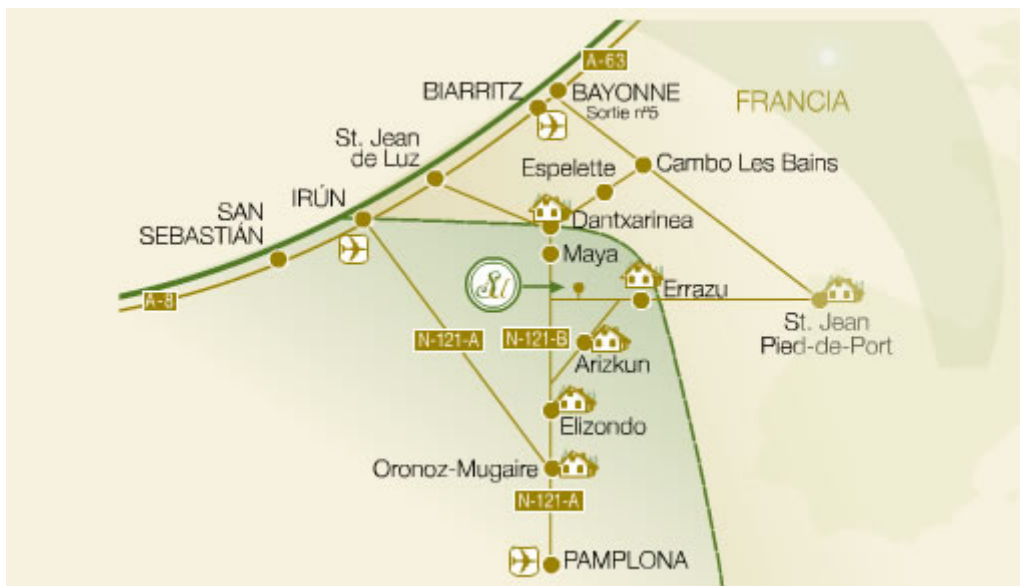 A-63
BIARRITZ
BAYONNE
Sortie nº5
FRANCIA
St. Jean
de Luz
Espelette
Cambo Les Bains
IRÚN
SAN
SEBASTIÁN
Dantxarinea
Maya
Errazu
A-8
St. Jean
Pied-de-Port
N-121-A
N-121-B
Arizkun
Elizondo
Oronoz-Mugaire
N-121-A
PAMPLONA